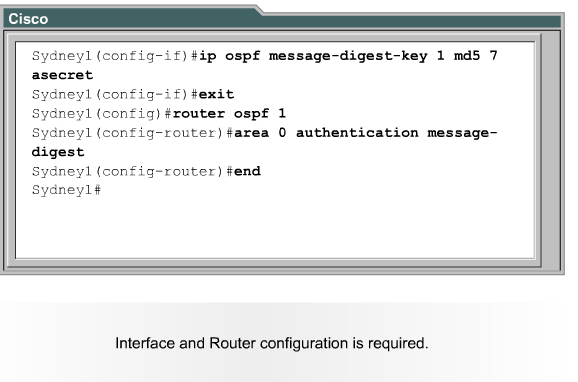 Cisco
Sydney1(config-if)#ip ospf message-digest-key 1 md5 7
asecret
Sydney1(config-if)#exit
Sydney1(config)#router ospf 1
Sydney1(config-router)#area 0 authentication message-
digest
Sydney1(config-router)#end
Sydney1#
Interface and Router configuration is required.